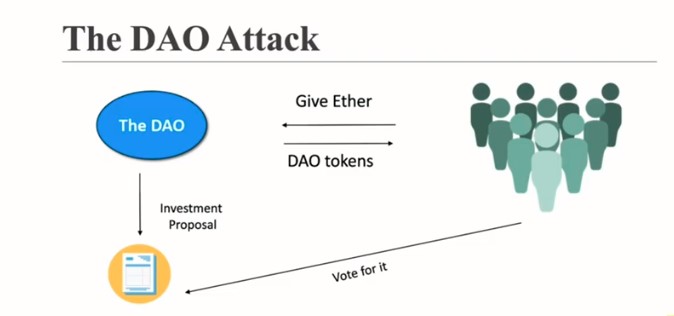 The DAO Attack
Give Ether
The DAO
DAO tokens
Investment
Proposal
Vote for it